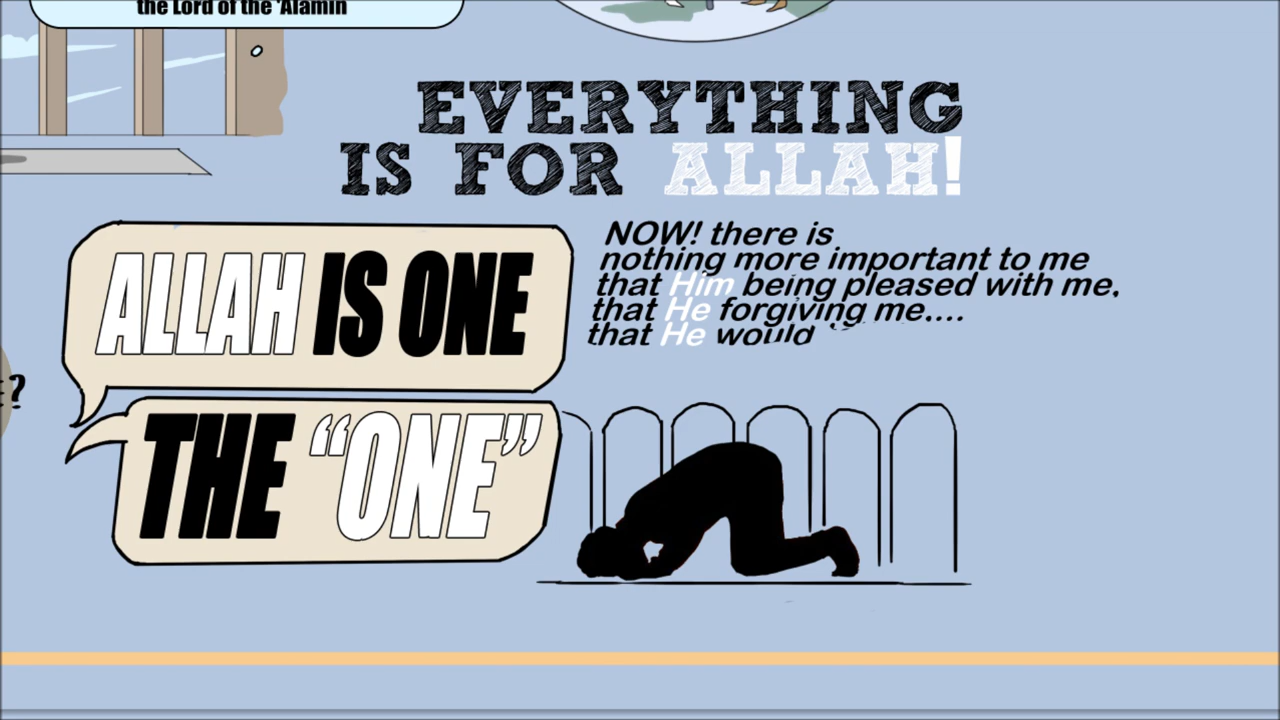 the Lord of the 'Alamin
EVERYTHING
IS FOR ALLAH!
ALLAH IS ONE
THE “ONE”
NOW! there is
nothing more important to me
that Him being pleased with me,
that He forgiving me....
that He would
?